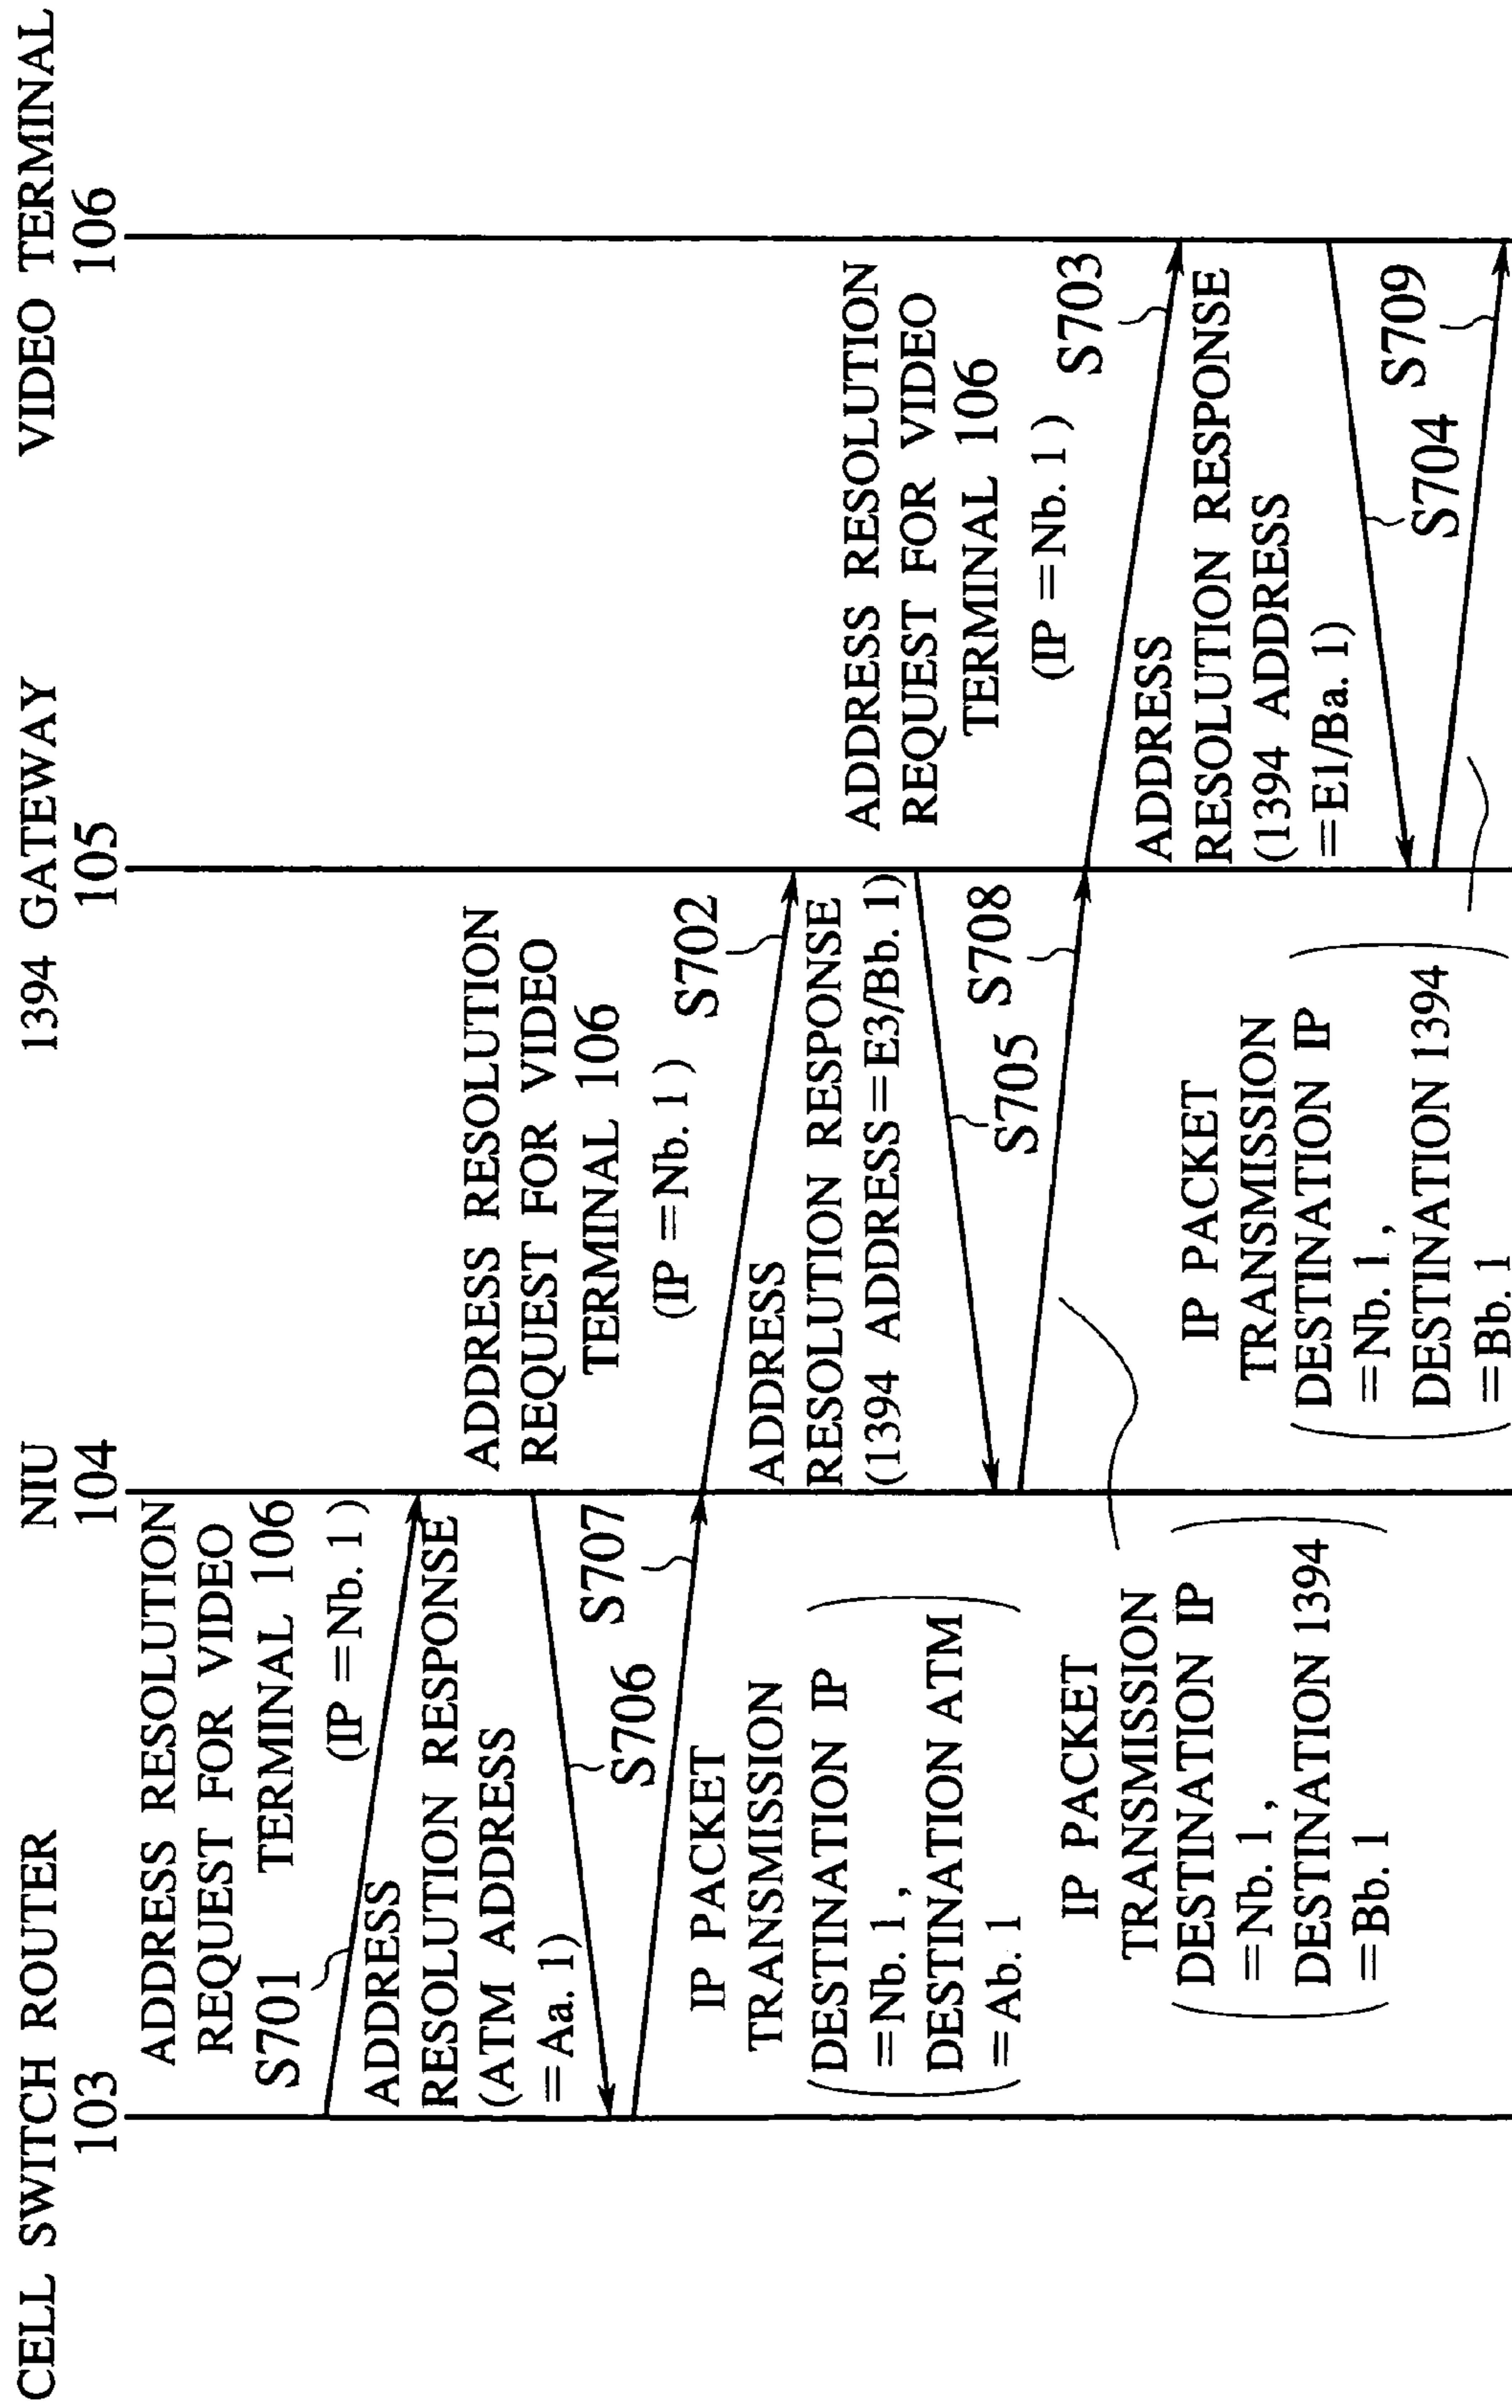 CELL SWITCH ROUTER
103
NIU
104
1394 GATEWAY
105
VIDEO TERMINAL
106
ADDRESS RESOLUTION
REQUEST FOR VIDEO
TERMINAL 106
(IP =Nb. 1 )
S701
ADDRESS
RESOLUTION RESPONSE
(ATM ADDRESS
=Aa. 1)
S706
S707
IP PACKET
TRANSMISSION
DESTINATION IP
=Nb. 1 ,
DESTINATION ATM
=Ab. 1
ADDRESS RESOLUTION
REQUEST FOR VIDEO
TERMINAL 106
(IP =Nb. 1 )
S702
ADDRESS
RESOLUTION RESPONSE
(1394 ADDRESS=E3/Bb. 1)
S705
S708
IP PACKET
TRANSMISSION
DESTINATION IP
=Nb. 1 ,
DESTINATION 1394
=Bb. 1
ADDRESS RESOLUTION
REQUEST FOR VIDEO
TERMINAL 106
(IP =Nb. 1 )
S703
ADDRESS
RESOLUTION RESPONSE
(1394 ADDRESS
=E1/Ba. 1)
S704
S709
IP PACKET
TRANSMISSION
DESTINATION IP
=Nb. 1 ,
DESTINATION 1394
=Bb. 1